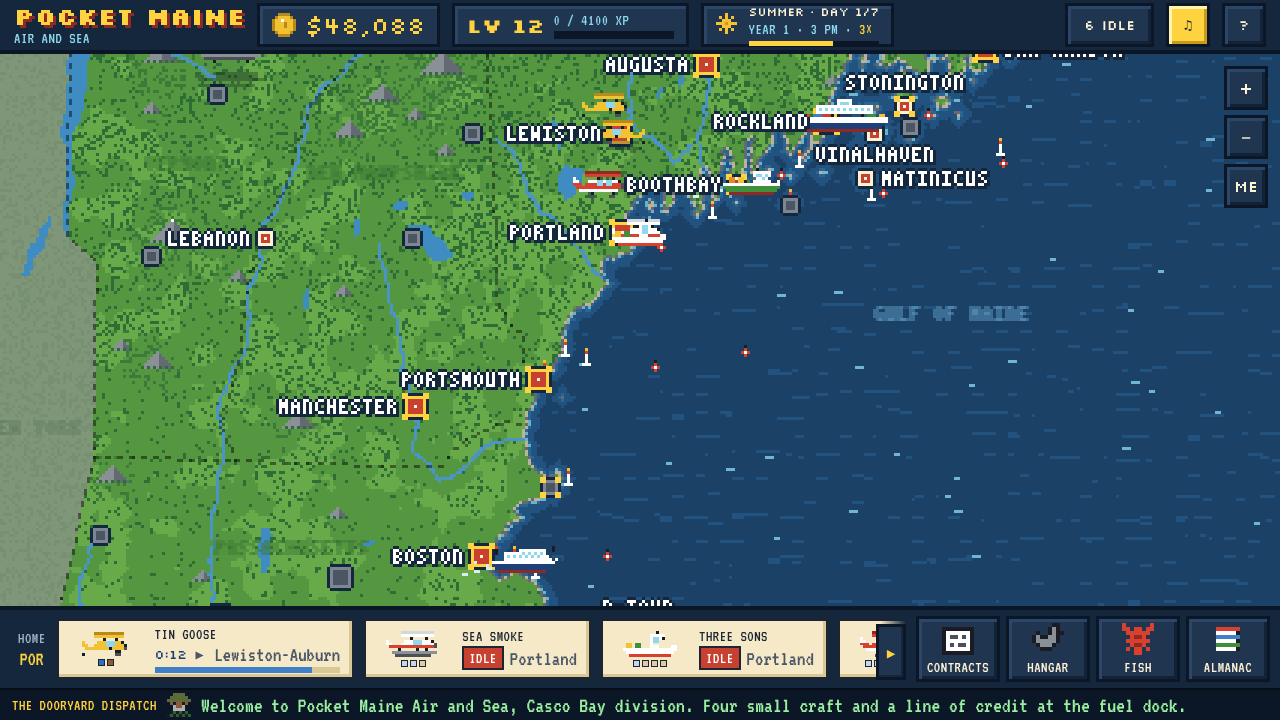 POCKET MAINE
AIR AND SEA
$48,088
LV 12
0 / 4100 XP
SUMMER · DAY 1/7
YEAR 1 · 3 PM · 3X
6 IDLE
♫
?
+
−
ME
AUGUSTA
STONINGTON
LEWISTON
ROCKLAND
VINALHAVEN
BOOTHBAY
MATINICUS
LEBANON
PORTLAND
GULF OF MAINE
PORTSMOUTH
MANCHESTER
BOSTON
HOME
POR
TIN GOOSE
0:12 ► Lewiston-Auburn
SEA SMOKE
IDLE Portland
THREE SONS
IDLE Portland
►
CONTRACTS
HANGAR
FISH
ALMANAC
THE DOORYARD DISPATCH
Welcome to Pocket Maine Air and Sea, Casco Bay division. Four small craft and a line of credit at the fuel dock.